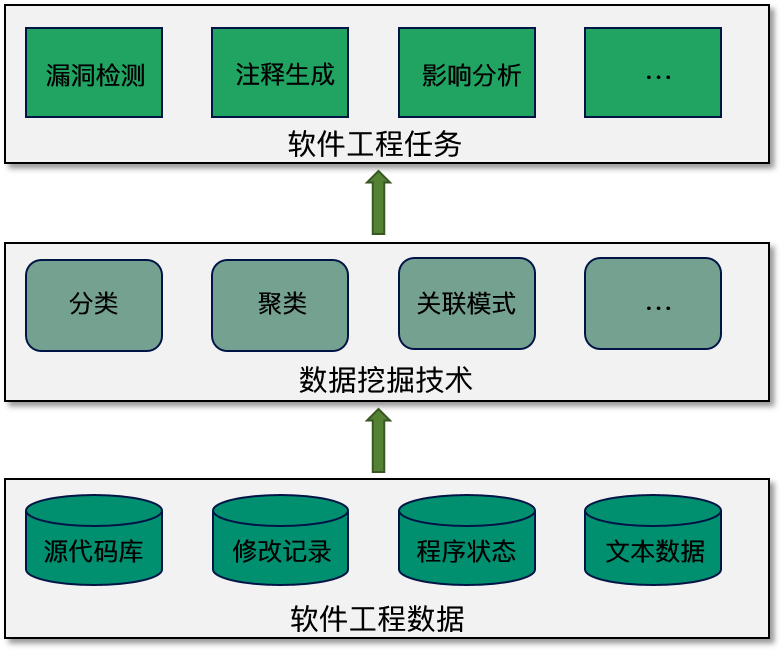 漏洞检测
注释生成
影响分析
…
软件工程任务
分类
聚类
关联模式
…
数据挖掘技术
源代码库
修改记录
程序状态
文本数据
软件工程数据